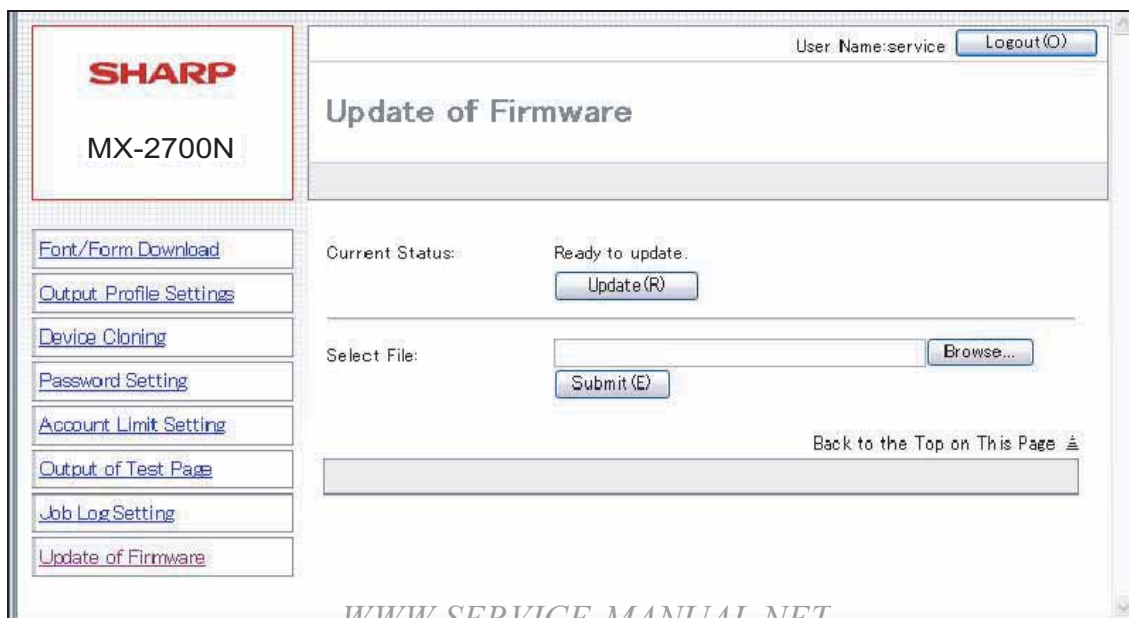 SHARP
MX-2700N
User Name:service
Logout(O)
Update of Firmware
Font/Form Download
Output Profile Settings
Device Cloning
Password Setting
Account Limit Setting
Output of Test Page
Job Log Setting
Update of Firmware
Current Status:
Ready to update.
Update(R)
Select File:
Browse...
Submit(E)
Back to the Top on This Page
WWW.SERVICE-MANUAL.NET